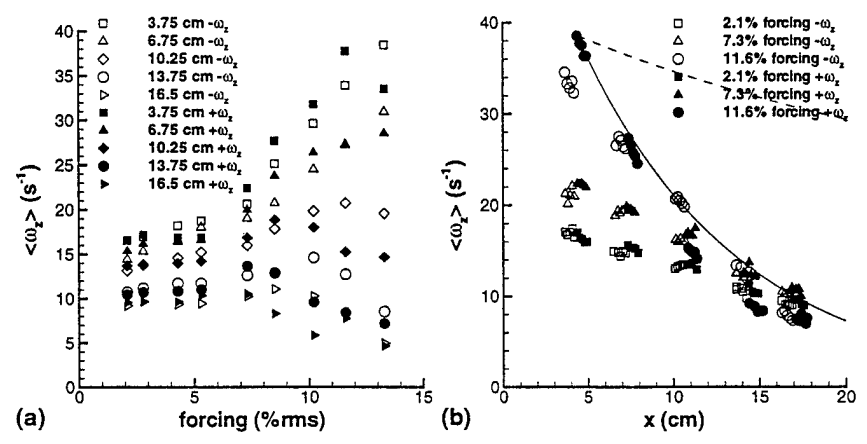 3.75 cm -ω_z
6.75 cm -ω_z
10.25 cm -ω_z
13.75 cm -ω_z
16.5 cm -ω_z
3.75 cm +ω_z
6.75 cm +ω_z
10.25 cm +ω_z
13.75 cm +ω_z
16.5 cm +ω_z
40
35
30
25
20
15
10
5
0
<ω_z> (s⁻¹)
0 5 10 15
forcing (%rms)
(a)
2.1% forcing -ω_z
7.3% forcing -ω_z
11.6% forcing -ω_z
2.1% forcing +ω_z
7.3% forcing +ω_z
11.6% forcing +ω_z
40
30
20
10
0
<ω_z> (s⁻¹)
0 5 10 15 20
x (cm)
(b)